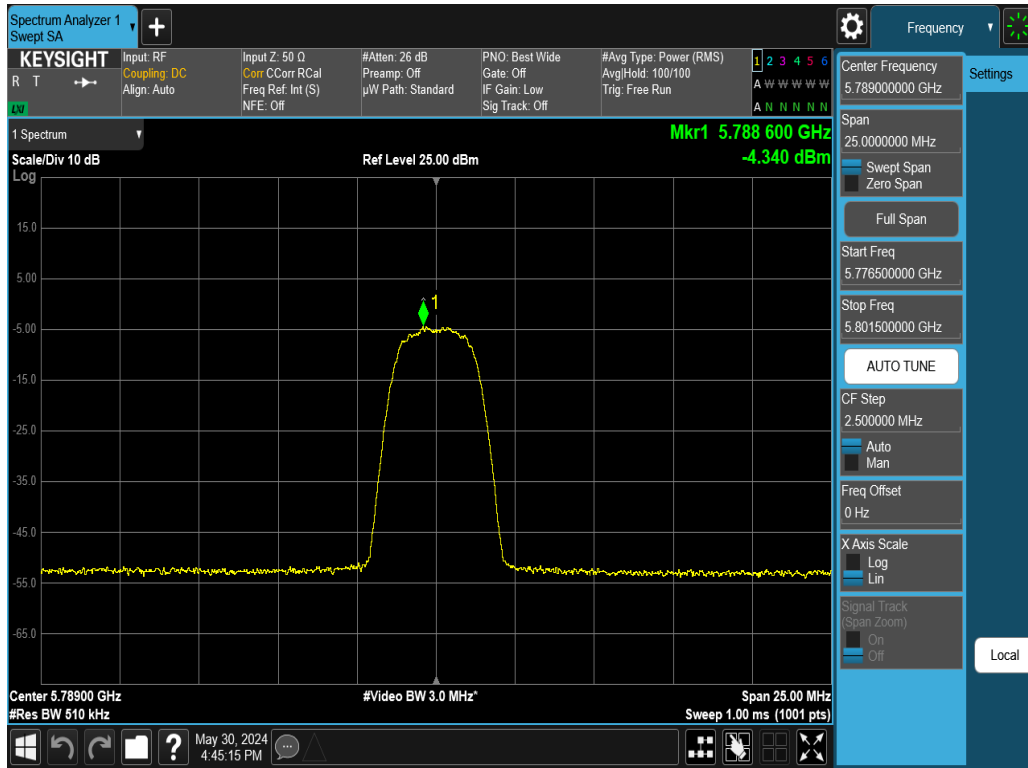 Spectrum Analyzer 1
Swept SA
+
Frequency
KEYSIGHT
R T
LXI
Input: RF
Coupling: DC
Align: Auto
Input Z: 50 Ω
Corr CCorr RCal
Freq Ref: Int (S)
NFE: Off
#Atten: 26 dB
Preamp: Off
µW Path: Standard
PNO: Best Wide
Gate: Off
IF Gain: Low
Sig Track: Off
#Avg Type: Power (RMS)
Avg|Hold: 100/100
Trig: Free Run
1 2 3 4 5 6
A W W W W W
A N N N N N
1 Spectrum
Scale/Div 10 dB
Log
Ref Level 25.00 dBm
Mkr1 5.788 600 GHz
-4.340 dBm
15.0
5.00
-5.00
-15.0
-25.0
-35.0
-45.0
-55.0
-65.0
1
Center 5.78900 GHz
#Res BW 510 kHz
#Video BW 3.0 MHz*
Span 25.00 MHz
Sweep 1.00 ms (1001 pts)
Center Frequency
5.789000000 GHz
Span
25.0000000 MHz
Swept Span
Zero Span
Full Span
Start Freq
5.776500000 GHz
Stop Freq
5.801500000 GHz
AUTO TUNE
CF Step
2.500000 MHz
Auto
Man
Freq Offset
0 Hz
X Axis Scale
Log
Lin
Signal Track
(Span Zoom)
On
Off
Settings
Local
?
May 30, 2024
4:45:15 PM